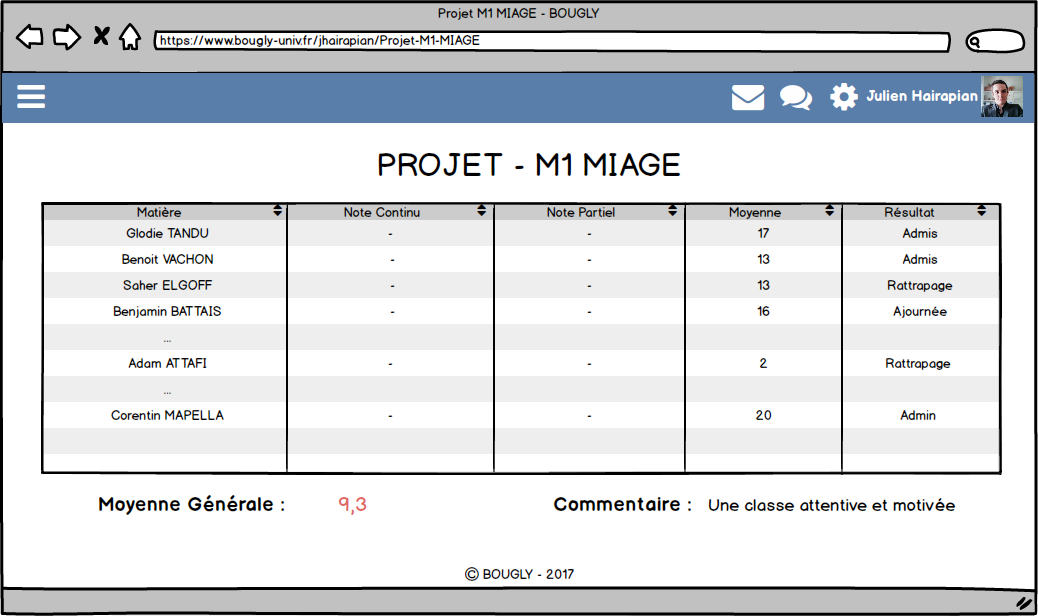 Projet M1 MIAGE - BOUGLY
https://www.bougly-univ.fr/jhairapian/Projet-M1-MIAGE
Julien Hairapian
PROJET - M1 MIAGE
Matière Note Continu Note Partiel Moyenne Résultat
Glodie TANDU - - 17 Admis
Benoit VACHON - - 13 Admis
Saher ELGOFF - - 13 Rattrapage
Benjamin BATTAIS - - 16 Ajournée
...
Adam ATTAFI - - 2 Rattrapage
...
Corentin MAPELLA - - 20 Admin
Moyenne Générale : 9,3 Commentaire : Une classe attentive et motivée
© BOUGLY - 2017